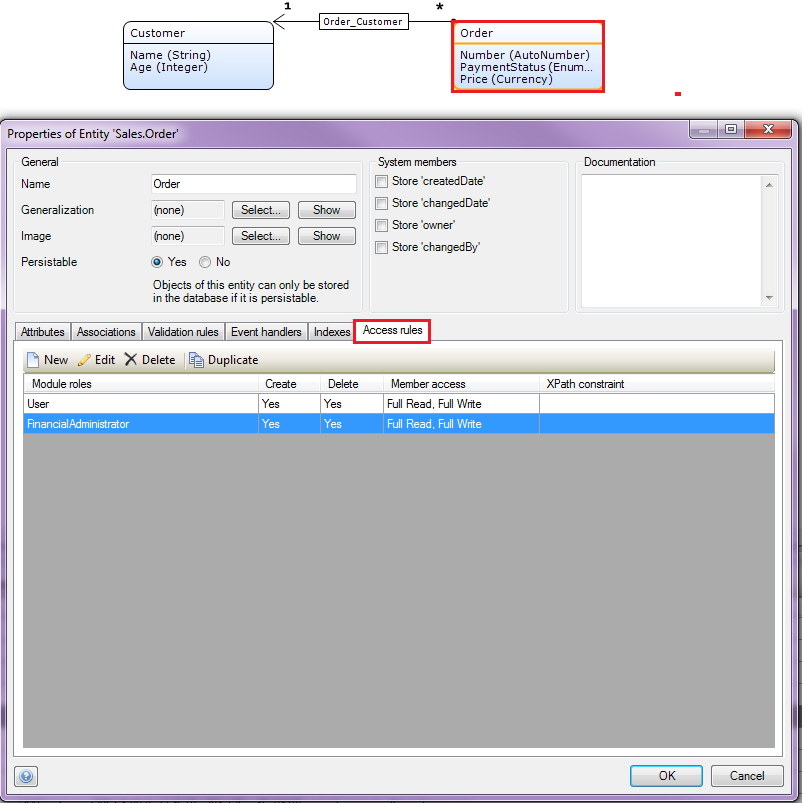 1 Order_Customer *
Customer
Name (String)
Age (Integer)
Order
Number (AutoNumber)
PaymentStatus (Enum...
Price (Currency)
Properties of Entity 'Sales.Order'
General
Name Order
Generalization (none) Select... Show
Image (none) Select... Show
Persistable Yes No
Objects of this entity can only be stored
in the database if it is persistable.
System members
Store 'createdDate'
Store 'changedDate'
Store 'owner'
Store 'changedBy'
Documentation
Attributes Associations Validation rules Event handlers Indexes Access rules
New Edit Delete Duplicate
Module roles Create Delete Member access XPath constraint
User Yes Yes Full Read, Full Write
FinancialAdministrator Yes Yes Full Read, Full Write
? OK Cancel